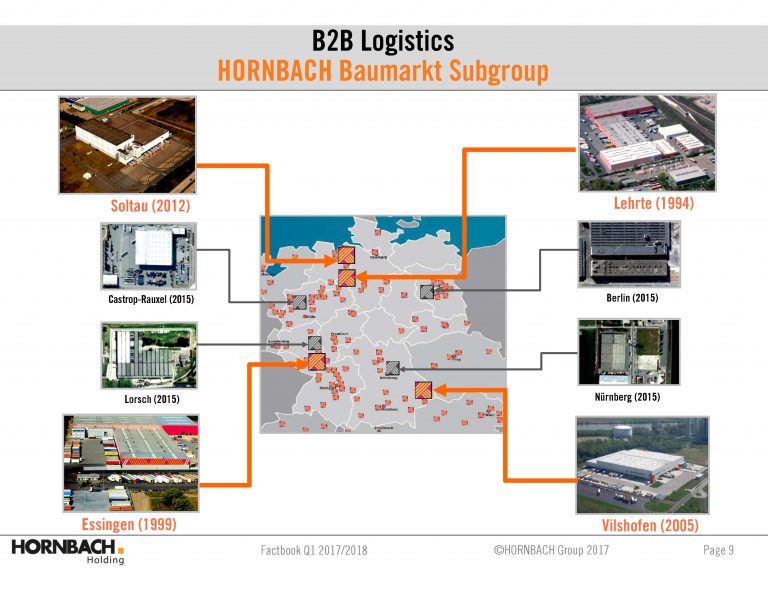 B2B Logistics
HORNBACH Baumarkt Subgroup
Soltau (2012)
Lehrte (1994)
Castrop-Rauxel (2015)
Berlin (2015)
Lorsch (2015)
Nürnberg (2015)
Essingen (1999)
Vilshofen (2005)
HORNBACH
Holding
Factbook Q1 2017/2018
©HORNBACH Group 2017
Page 9